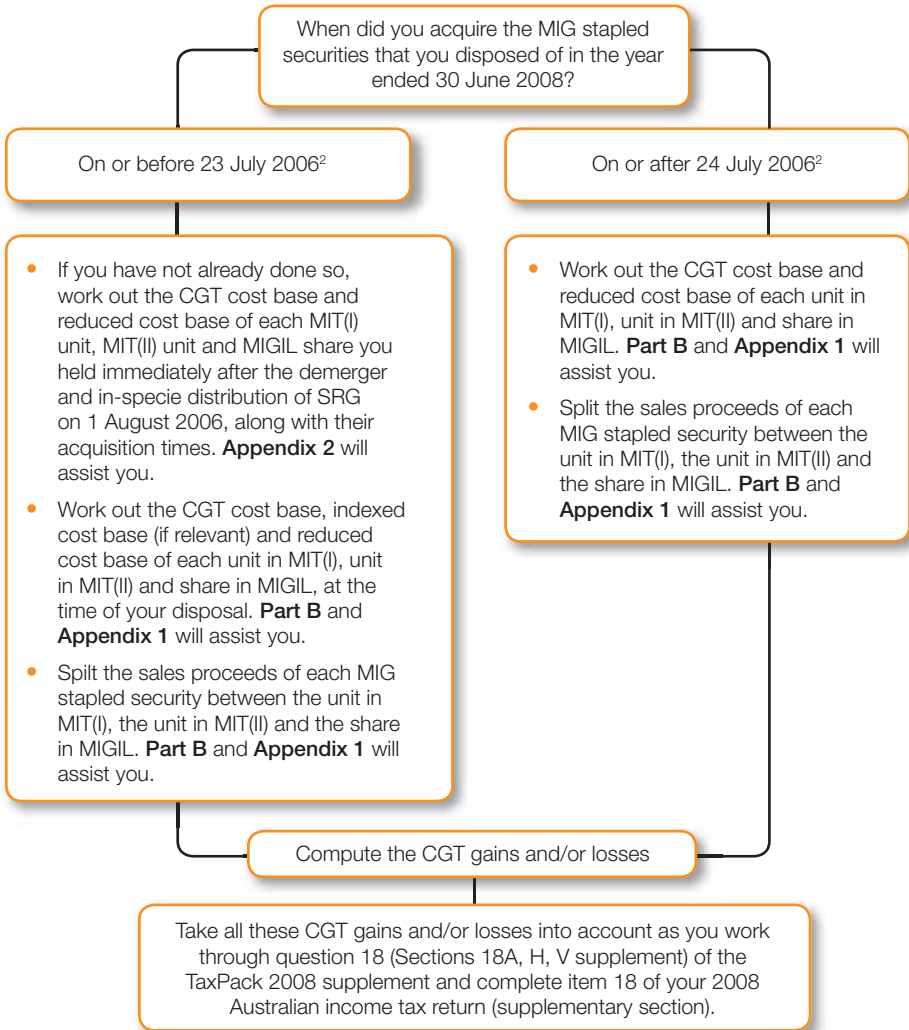 When did you acquire the MIG stapled
securities that you disposed of in the year
ended 30 June 2008?
On or before 23 July 2006²
On or after 24 July 2006²
• If you have not already done so,
work out the CGT cost base and
reduced cost base of each MIT(I)
unit, MIT(II) unit and MIGIL share you
held immediately after the demerger
and in-specie distribution of SRG
on 1 August 2006, along with their
acquisition times. Appendix 2 will
assist you.
• Work out the CGT cost base, indexed
cost base (if relevant) and reduced
cost base of each unit in MIT(I), unit
in MIT(II) and share in MIGIL, at the
time of your disposal. Part B and
Appendix 1 will assist you.
• Spilt the sales proceeds of each MIG
stapled security between the unit in
MIT(I), the unit in MIT(II) and the share
in MIGIL. Part B and Appendix 1 will
assist you.
• Work out the CGT cost base and
reduced cost base of each unit in
MIT(I), unit in MIT(II) and share in
MIGIL. Part B and Appendix 1 will
assist you.
• Split the sales proceeds of each
MIG stapled security between the
unit in MIT(I), the unit in MIT(II) and
the share in MIGIL. Part B and
Appendix 1 will assist you.
Compute the CGT gains and/or losses
Take all these CGT gains and/or losses into account as you work
through question 18 (Sections 18A, H, V supplement) of the
TaxPack 2008 supplement and complete item 18 of your 2008
Australian income tax return (supplementary section).